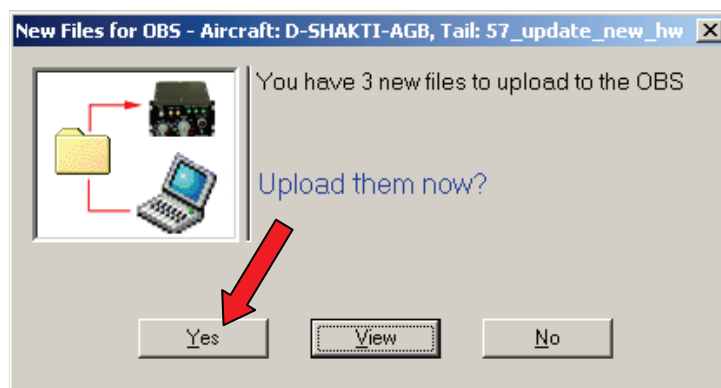 New Files for OBS - Aircraft: D-SHAKTI-AGB, Tail: 57_update_new_hw
You have 3 new files to upload to the OBS
Upload them now?
Yes View No